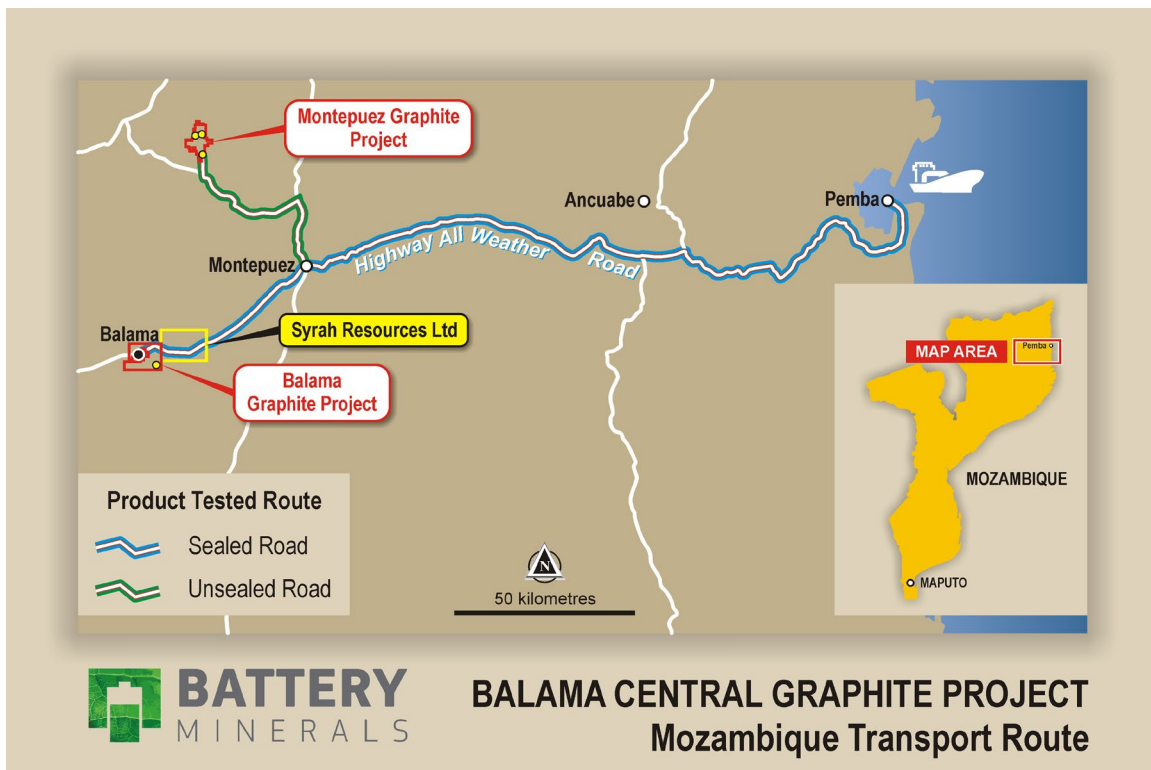 Montepuez Graphite
Project
Ancuabe
Pemba
Montepuez
Highway All Weather Road
Balama
Syrah Resources Ltd
Balama
Graphite Project
MAP AREA
Pemba
MOZAMBIQUE
MAPUTO
Product Tested Route
Sealed Road
Unsealed Road
N
50 kilometres
BATTERY
MINERALS
BALAMA CENTRAL GRAPHITE PROJECT
Mozambique Transport Route